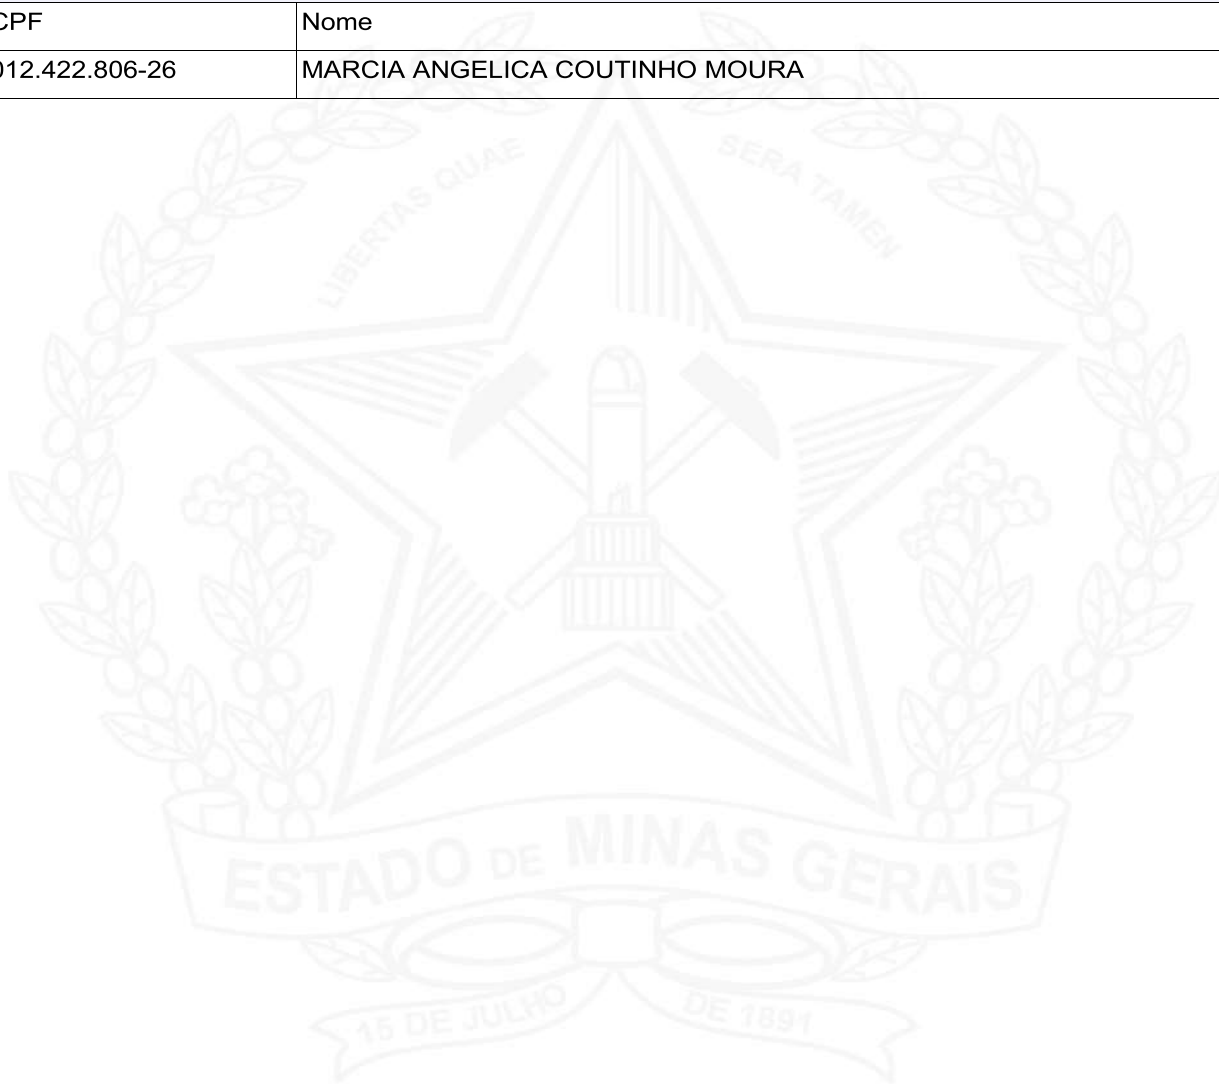 CPF Nome
012.422.806-26 MARCIA ANGELICA COUTINHO MOURA
LIBERTAS QUAE SERA TAMEN
ESTADO DE MINAS GERAIS
15 DE JULHO DE 1891